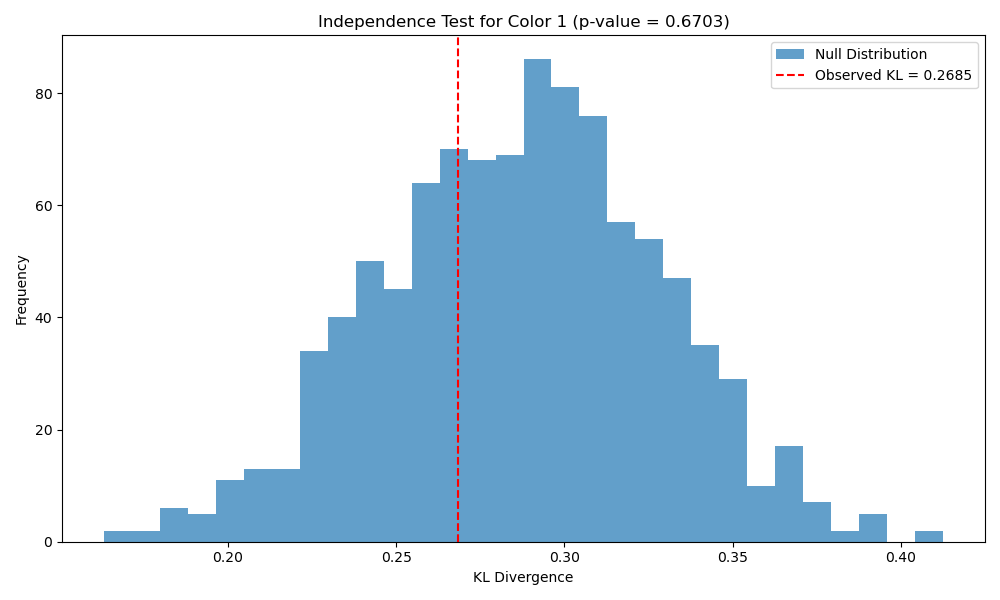 Independence Test for Color 1 (p-value = 0.6703)
Null Distribution
Observed KL = 0.2685
Frequency
80
60
40
20
0
0.20 0.25 0.30 0.35 0.40
KL Divergence